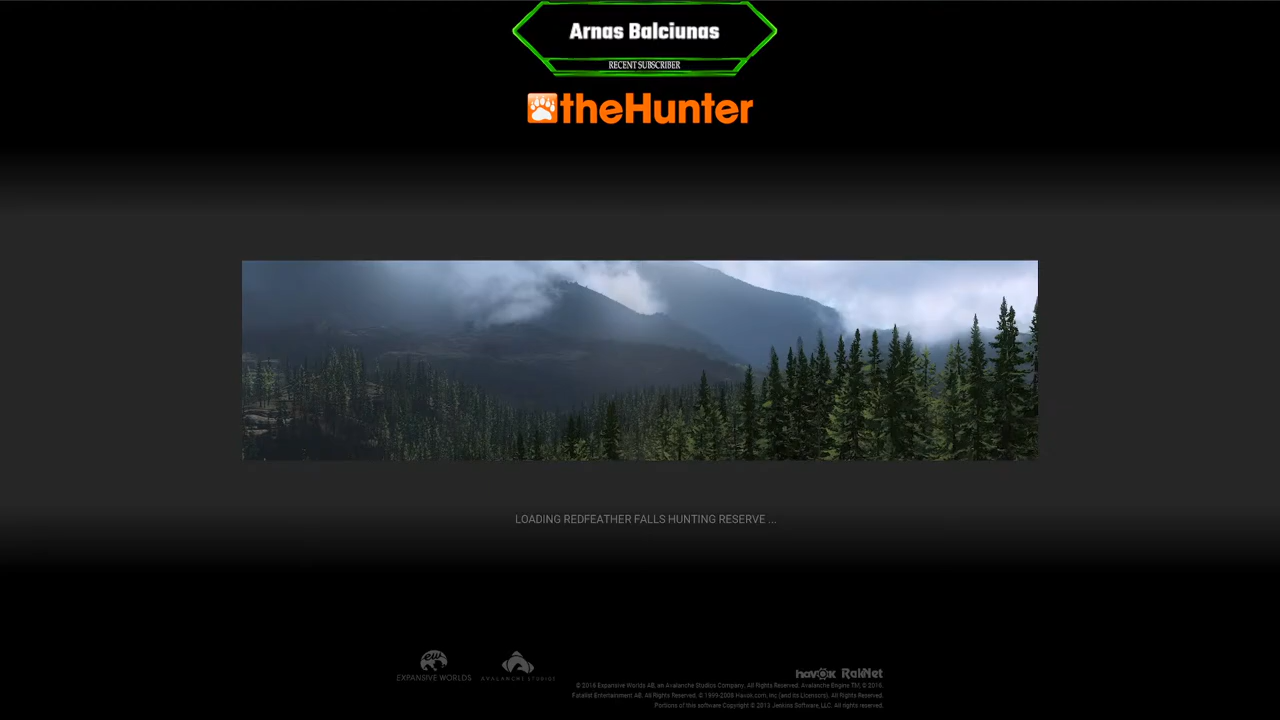 Arnas Balciunas
RECENT SUBSCRIBER
theHunter
LOADING REDFEATHER FALLS HUNTING RESERVE ...
ew
EXPANSIVE WORLDS
AVALANCHE STUDIOS
havok RakNet
© 2016 Expansive Worlds AB, an Avalanche Studios Company. All Rights Reserved. Avalanche Engine TM, © 2016.
Fatalist Entertainment AB. All Rights Reserved. © 1999-2008 Havok.com, Inc (and its Licensors). All Rights Reserved.
Portions of this software Copyright © 2013 Jenkins Software, LLC. All rights reserved.